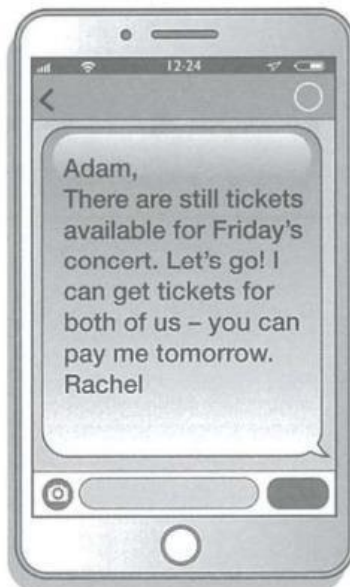 12-24
Adam,
There are still tickets
available for Friday's
concert. Let's go! I
can get tickets for
both of us – you can
pay me tomorrow.
Rachel